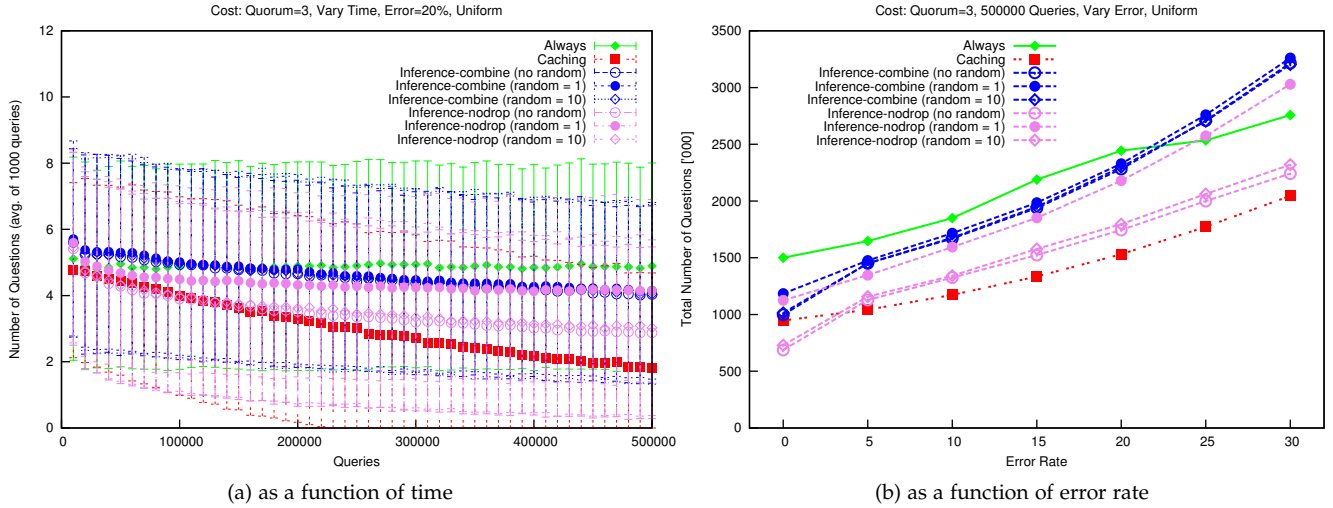 Cost: Quorum=3, Vary Time, Error=20%, Uniform
Number of Questions (avg. of 1000 queries)
12
10
8
6
4
2
0
Always
Caching
Inference-combine (no random)
Inference-combine (random = 1)
Inference-combine (random = 10)
Inference-nodrop (no random)
Inference-nodrop (random = 1)
Inference-nodrop (random = 10)
0 100000 200000 300000 400000 500000
Queries
(a) as a function of time
Cost: Quorum=3, 500000 Queries, Vary Error, Uniform
Total Number of Questions ['000]
3500
3000
2500
2000
1500
1000
500
0
Always
Caching
Inference-combine (no random)
Inference-combine (random = 1)
Inference-combine (random = 10)
Inference-nodrop (no random)
Inference-nodrop (random = 1)
Inference-nodrop (random = 10)
0 5 10 15 20 25 30
Error Rate
(b) as a function of error rate